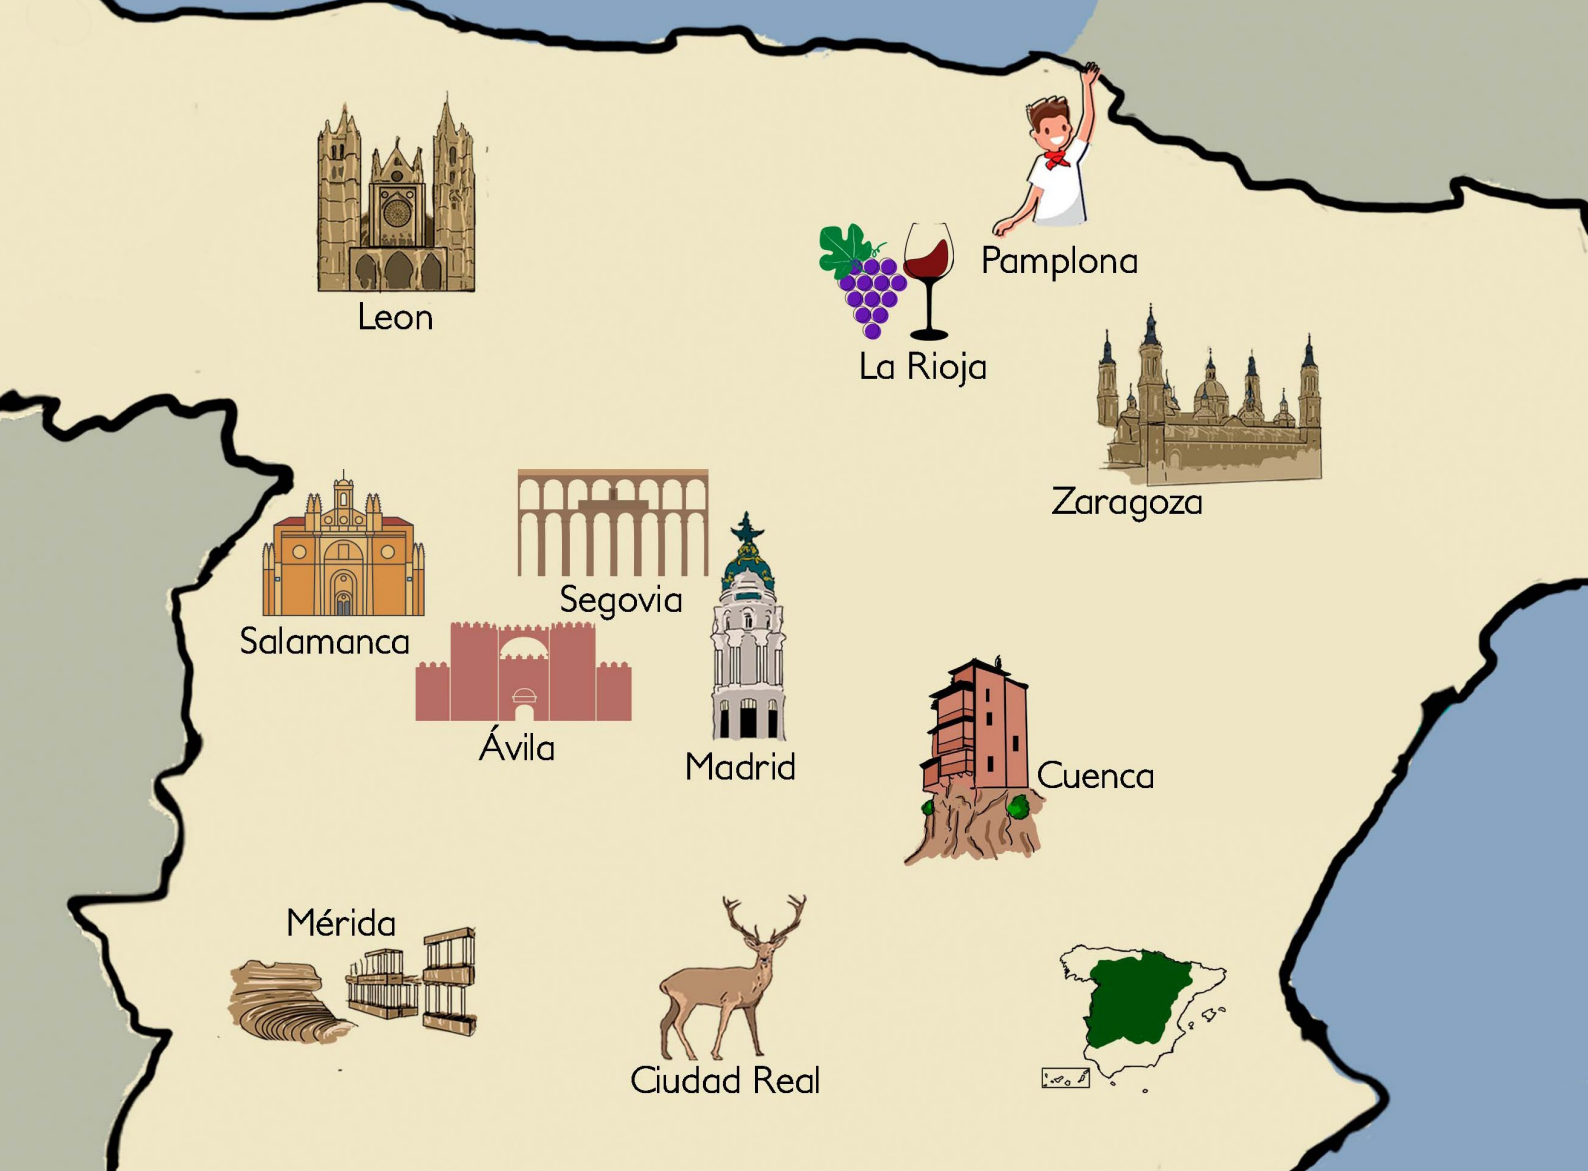 Pamplona
Leon
La Rioja
Zaragoza
Segovia
Salamanca
Ávila
Madrid
Cuenca
Mérida
Ciudad Real